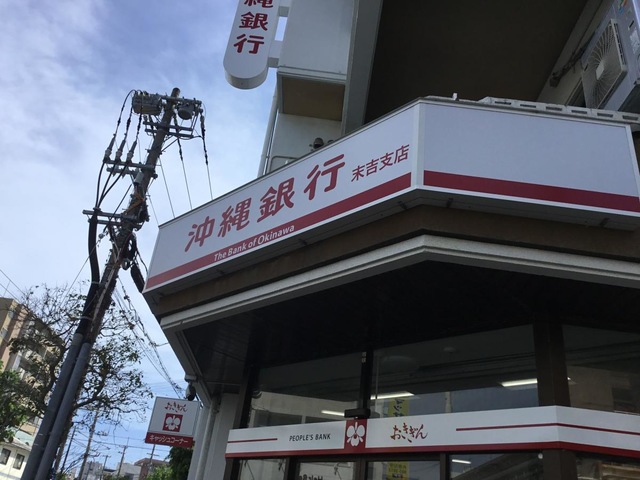 縄銀行
沖縄銀行 末吉支店
The Bank of Okinawa
おきぎん
キャッシュコーナー
PEOPLE'S BANK
おきぎん